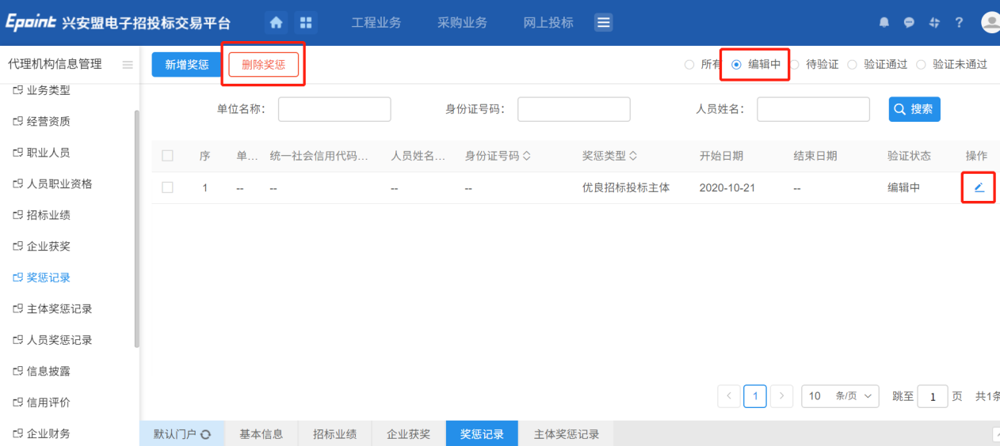 Epoint 兴安盟电子招投标交易平台 工程业务 采购业务 网上投标 ?
代理机构信息管理 新增奖惩 删除奖惩 所有 编辑中 待验证 验证通过 验证未通过
业务类型
单位名称: 身份证号码: 人员姓名: 搜索
经营资质
职业人员
序 单... 统一社会信用代码... 人员姓名... 身份证号码 奖惩类型 开始日期 结束日期 验证状态 操作
人员职业资格
1 -- -- -- -- 优良招标投标主体 2020-10-21 -- 编辑中
招标业绩
企业获奖
奖惩记录
主体奖惩记录
人员奖惩记录
信息披露
信用评价
1 10 条/页 跳至 1 页 共1条
企业财务
默认门户 基本信息 招标业绩 企业获奖 奖惩记录 主体奖惩记录